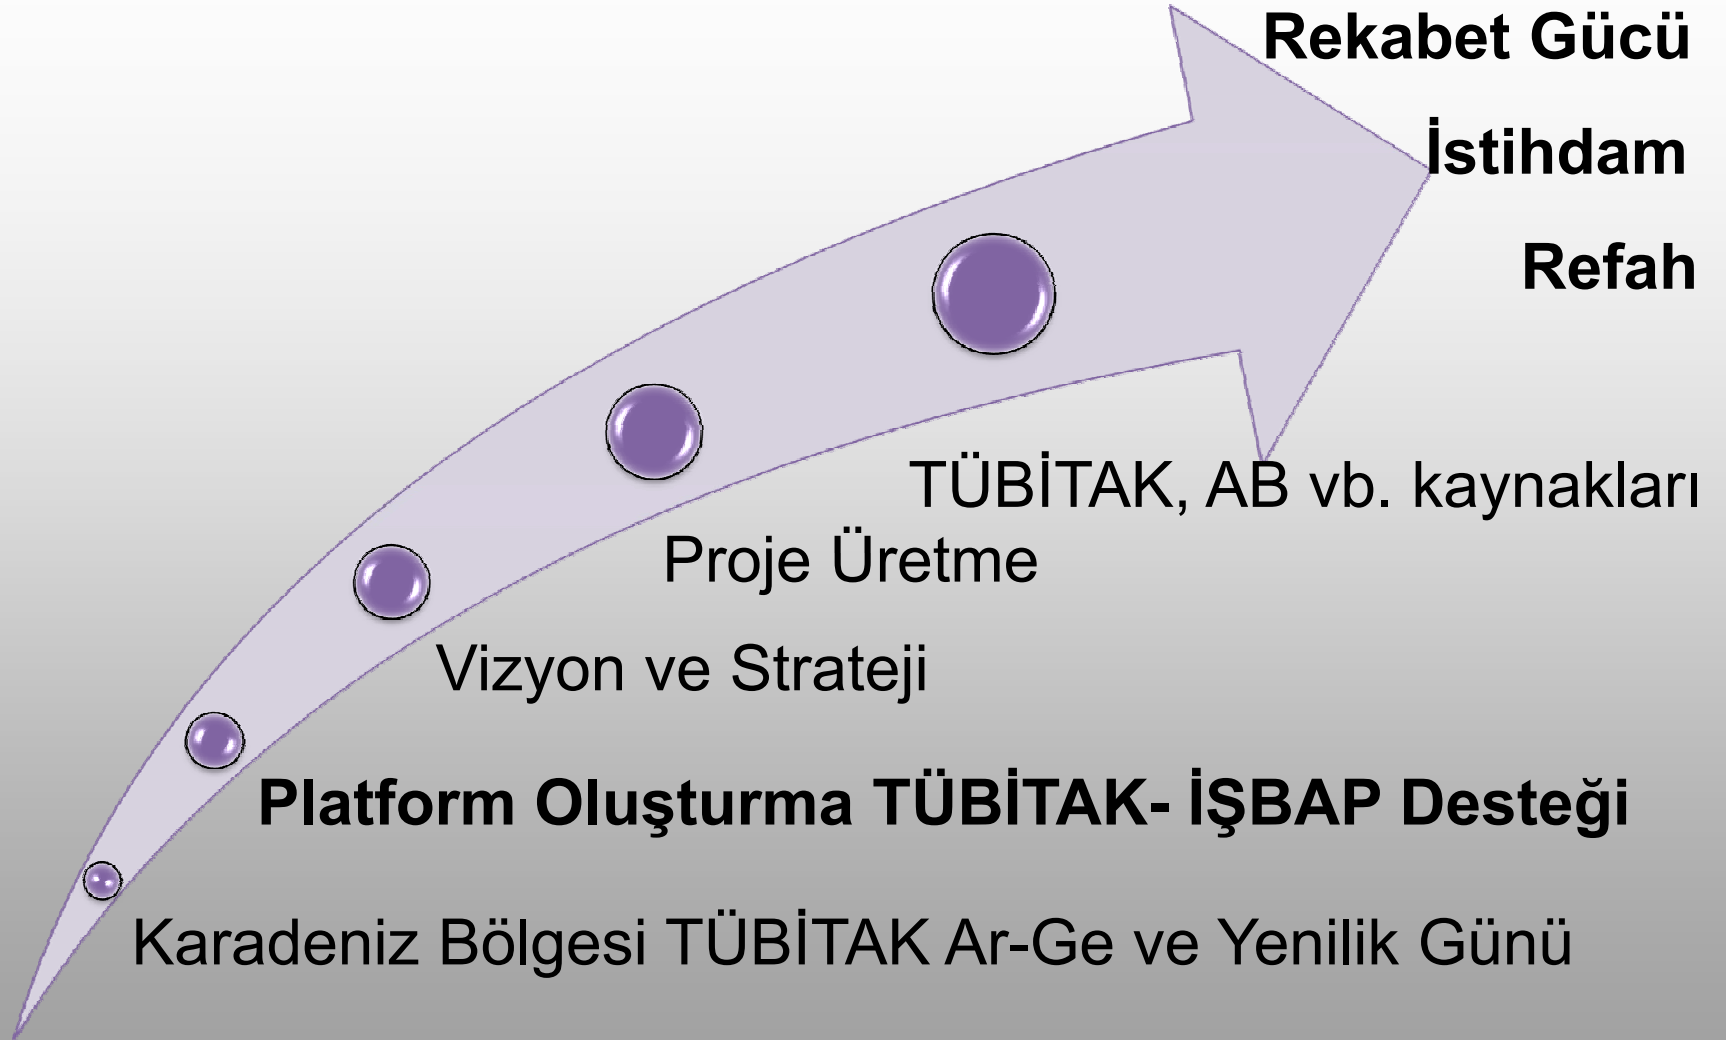 Rekabet Gücü
İstihdam
Refah
TÜBİTAK, AB vb. kaynakları
Proje Üretme
Vizyon ve Strateji
Platform Oluşturma TÜBİTAK- İŞBAP Desteği
Karadeniz Bölgesi TÜBİTAK Ar-Ge ve Yenilik Günü